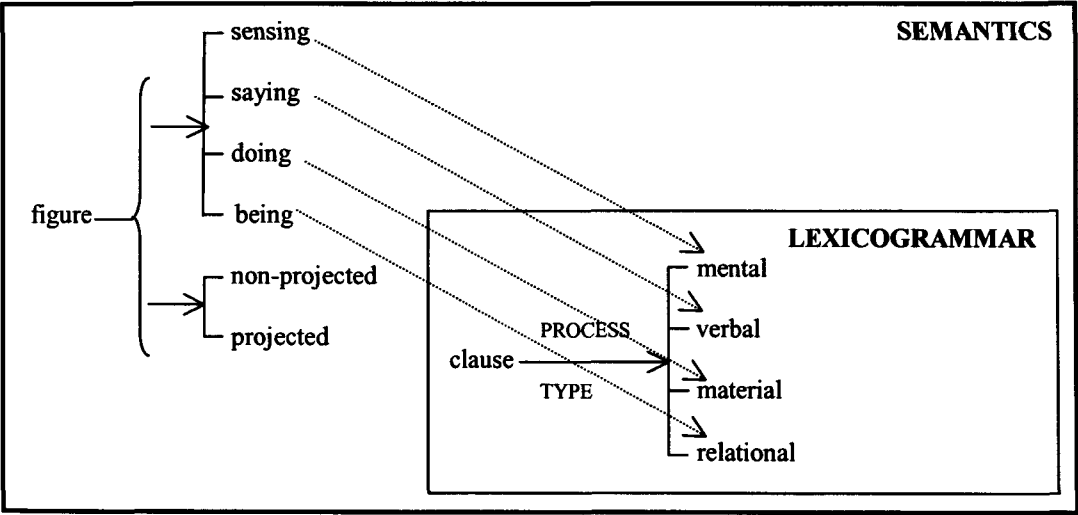 SEMANTICS
sensing
saying
doing
being
figure
non-projected
projected
LEXICOGRAMMAR
mental
verbal
material
relational
PROCESS
clause
TYPE